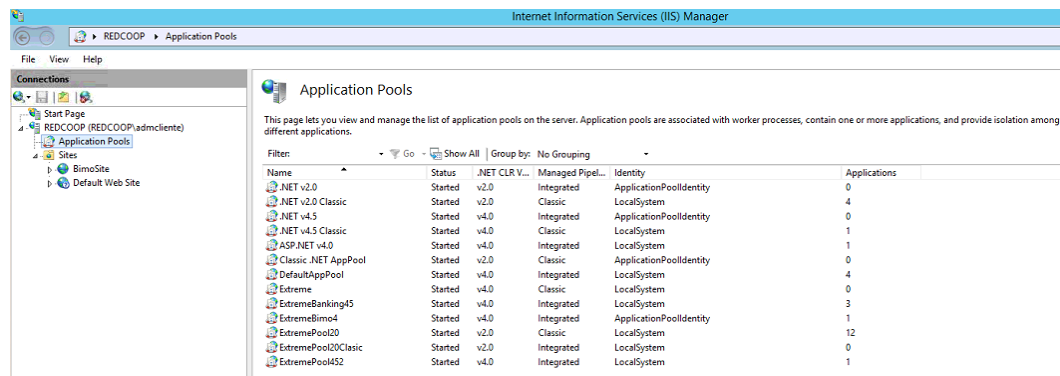 Internet Information Services (IIS) Manager
REDCOOP Application Pools
File View Help
Connections
Start Page
REDCOOP (REDCOOP\admcliente)
Application Pools
Sites
BimoSite
Default Web Site
Application Pools
This page lets you view and manage the list of application pools on the server. Application pools are associated with worker processes, contain one or more applications, and provide isolation among
different applications.
Filter: Go Show All Group by: No Grouping
Name Status .NET CLR V... Managed Pipel... Identity Applications
.NET v2.0 Started v2.0 Integrated ApplicationPoolIdentity 0
.NET v2.0 Classic Started v2.0 Classic LocalSystem 4
.NET v4.5 Started v4.0 Integrated ApplicationPoolIdentity 0
.NET v4.5 Classic Started v4.0 Classic LocalSystem 1
ASP.NET v4.0 Started v4.0 Integrated LocalSystem 1
Classic .NET AppPool Started v2.0 Classic ApplicationPoolIdentity 0
DefaultAppPool Started v4.0 Integrated LocalSystem 4
Extreme Started v4.0 Classic LocalSystem 0
ExtremeBanking45 Started v4.0 Integrated LocalSystem 3
ExtremeBimo4 Started v4.0 Integrated ApplicationPoolIdentity 1
ExtremePool20 Started v2.0 Classic LocalSystem 12
ExtremePool20Clasic Started v2.0 Integrated LocalSystem 0
ExtremePool452 Started v4.0 Integrated LocalSystem 1